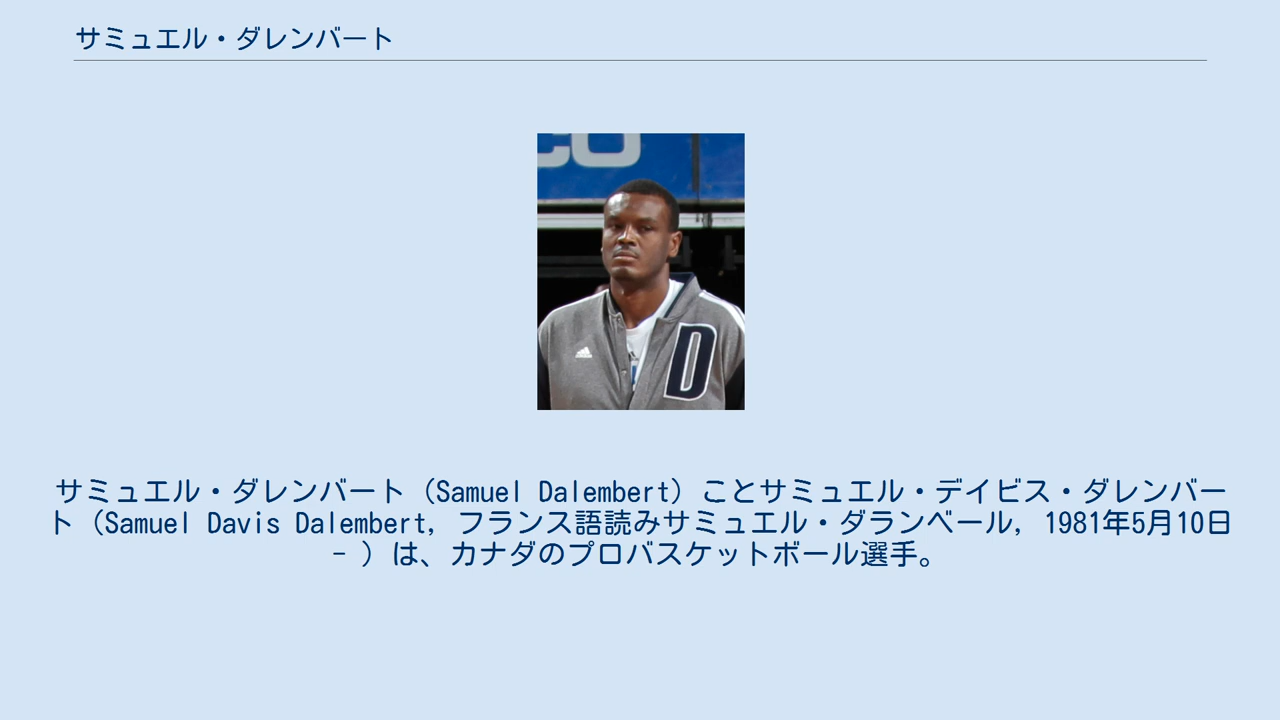 サミュエル・ダレンバート
CO
D
サミュエル・ダレンバート（Samuel Dalembert）ことサミュエル・デイビス・ダレンバー
ト（Samuel Davis Dalembert, フランス語読みサミュエル・ダランベール, 1981年5月10日
- ）は、カナダのプロバスケットボール選手。